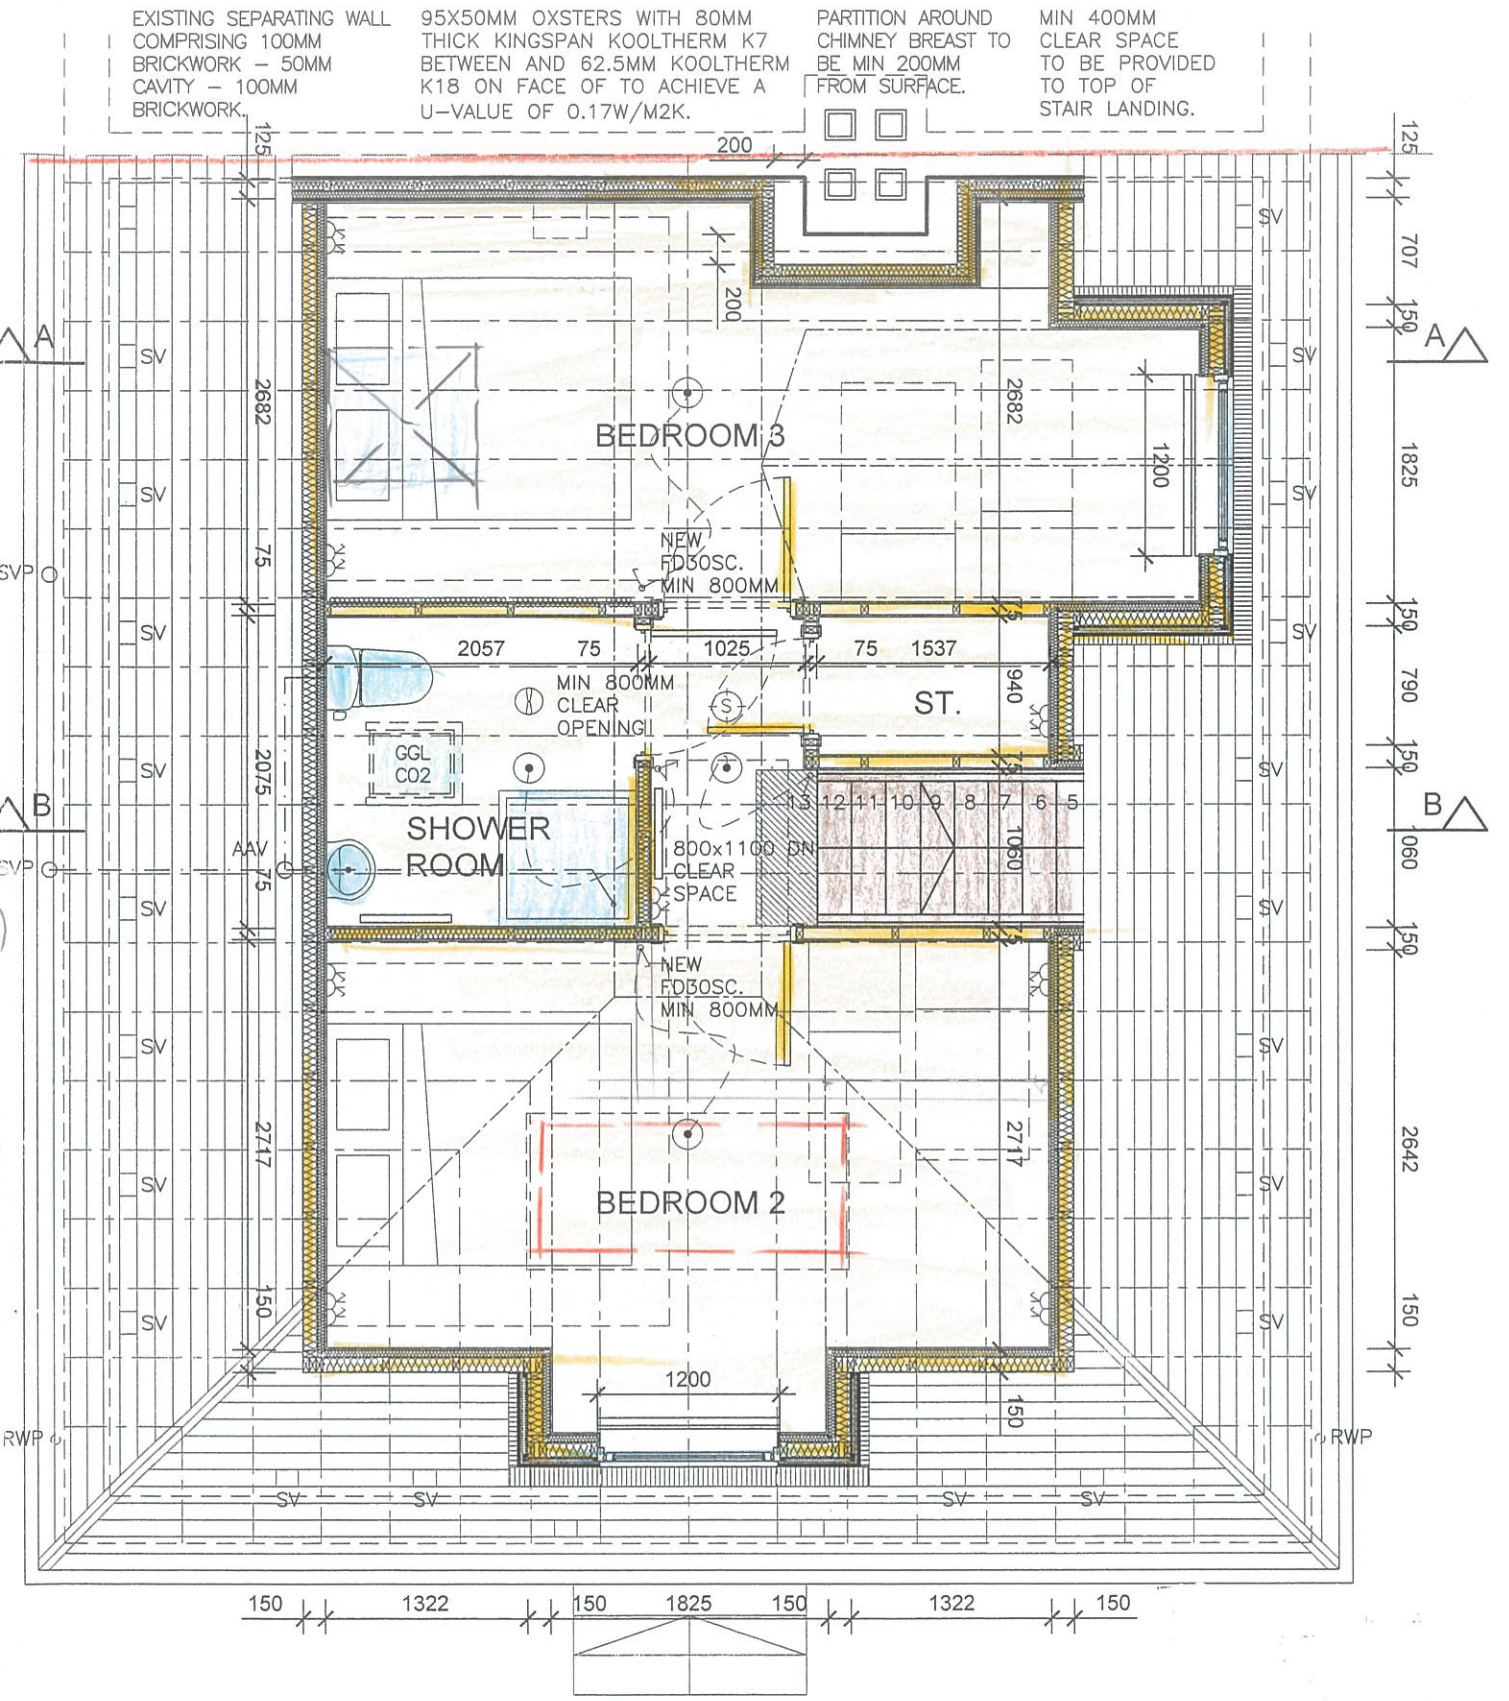 EXISTING SEPARATING WALL
COMPRISING 100MM
BRICKWORK – 50MM
CAVITY – 100MM
BRICKWORK.
95X50MM OXSTERS WITH 80MM
THICK KINGSPAN KOOLTHERM K7
BETWEEN AND 62.5MM KOOLTHERM
K18 ON FACE OF TO ACHIEVE A
U–VALUE OF 0.17W/M2K.
PARTITION AROUND
CHIMNEY BREAST TO
BE MIN 200MM
FROM SURFACE.
MIN 400MM
CLEAR SPACE
TO BE PROVIDED
TO TOP OF
STAIR LANDING.
125
200
125
SV
707
200
150
A
SV
SV
A
2682
2682
BEDROOM 3
1200
1825
SV
SV
NEW
FD30SC.
MIN 800MM
75
SVP
75
150
SV
SV
2057
75
1025
75
1537
MIN 800MM
CLEAR
OPENING
S
ST.
940
790
GGL
CO2
SV
2075
75
150
SV
B
13 12 11 10 9 8 7 6 5
B
SHOWER
ROOM
800x1100 DN
CLEAR
SPACE
1060
1060
AAV
SVP
75
SV
SV
75
150
NEW
FD30SC.
MIN 800MM
SV
SV
2717
2717
2642
SV
SV
BEDROOM 2
150
150
SV
SV
1200
150
RWP
RWP
SV
SV
SV
SV
150
1322
150
1825
150
1322
150